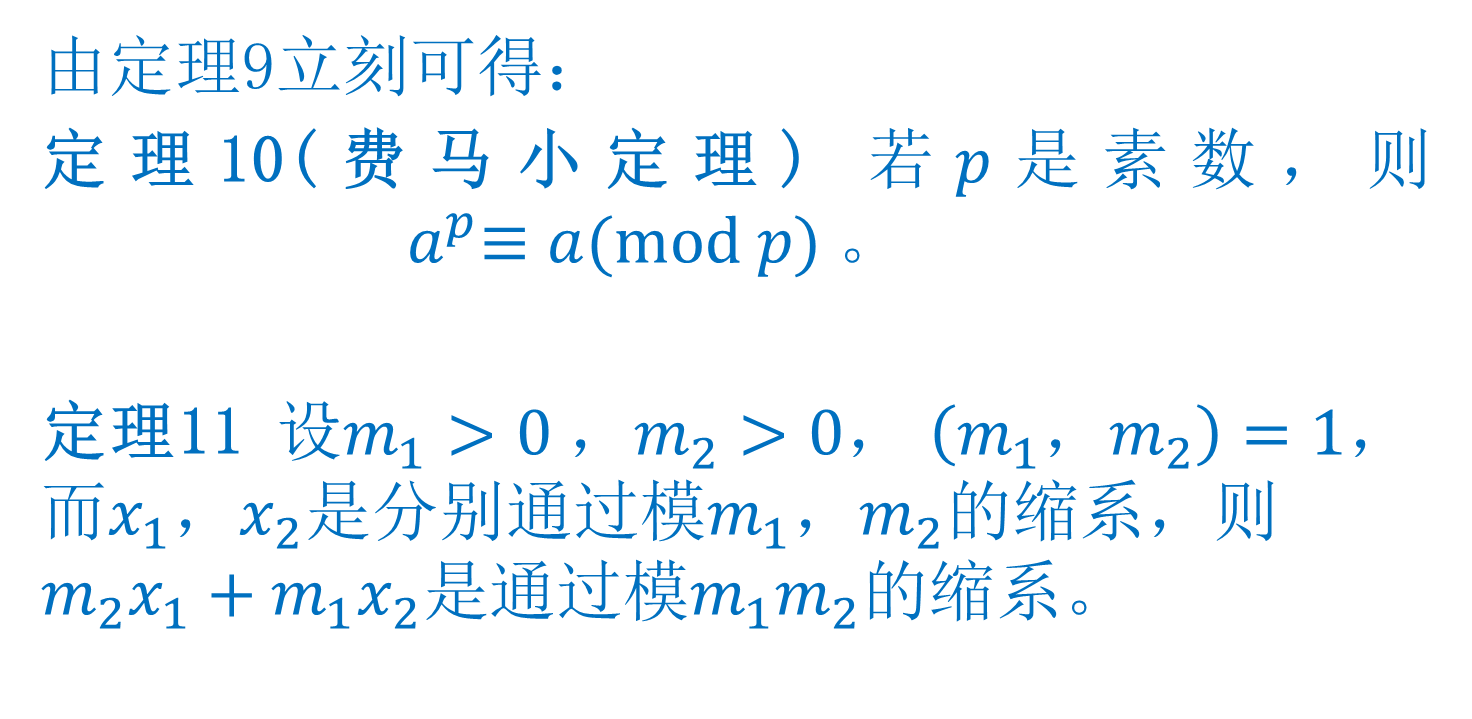 由定理9立刻可得：
定理10(费马小定理) 若p是素数，则
aᵖ≡ a(mod p) 。
定理11 设m₁ > 0 ，m₂ > 0， (m₁，m₂) = 1，
而x₁，x₂是分别通过模m₁，m₂的缩系，则
m₂x₁ + m₁x₂是通过模m₁m₂的缩系。